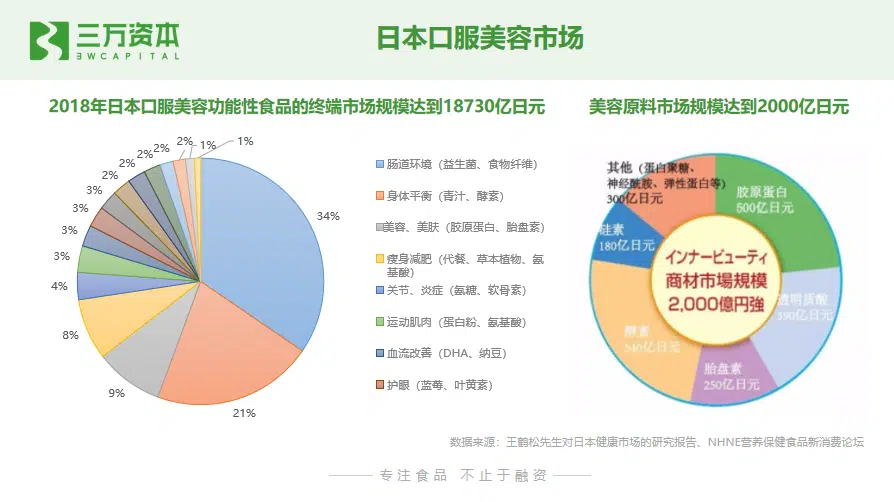 三万资本
3WCAPITAL
日本口服美容市场
2018年日本口服美容功能性食品的终端市场规模达到18730亿日元
34%
21%
9%
8%
4%
3%
3%
3%
3%
2%
2%
2%
2%
2%
1%
1%
肠道环境（益生菌、食物纤维）
身体平衡（青汁、酵素）
美容、美肤（胶原蛋白、胎盘素）
瘦身减肥（代餐、草本植物、氨
基酸）
关节、炎症（氨糖、软骨素）
运动肌肉（蛋白粉、氨基酸）
血流改善（DHA、纳豆）
护眼（蓝莓、叶黄素）
美容原料市场规模达到2000亿日元
其他（蛋白聚糖、
神经酰胺、弹性蛋白等）
300亿日元
胶原蛋白
500亿日元
硅素
180亿日元
インナービューティ
商材市場規模
2,000億円強
透明质酸
390亿日元
酵素
340亿日元
胎盘素
250亿日元
数据来源：王鹤松先生对日本健康市场的研究报告、NHNE营养保健食品新消费论坛
专注食品 不止于融资